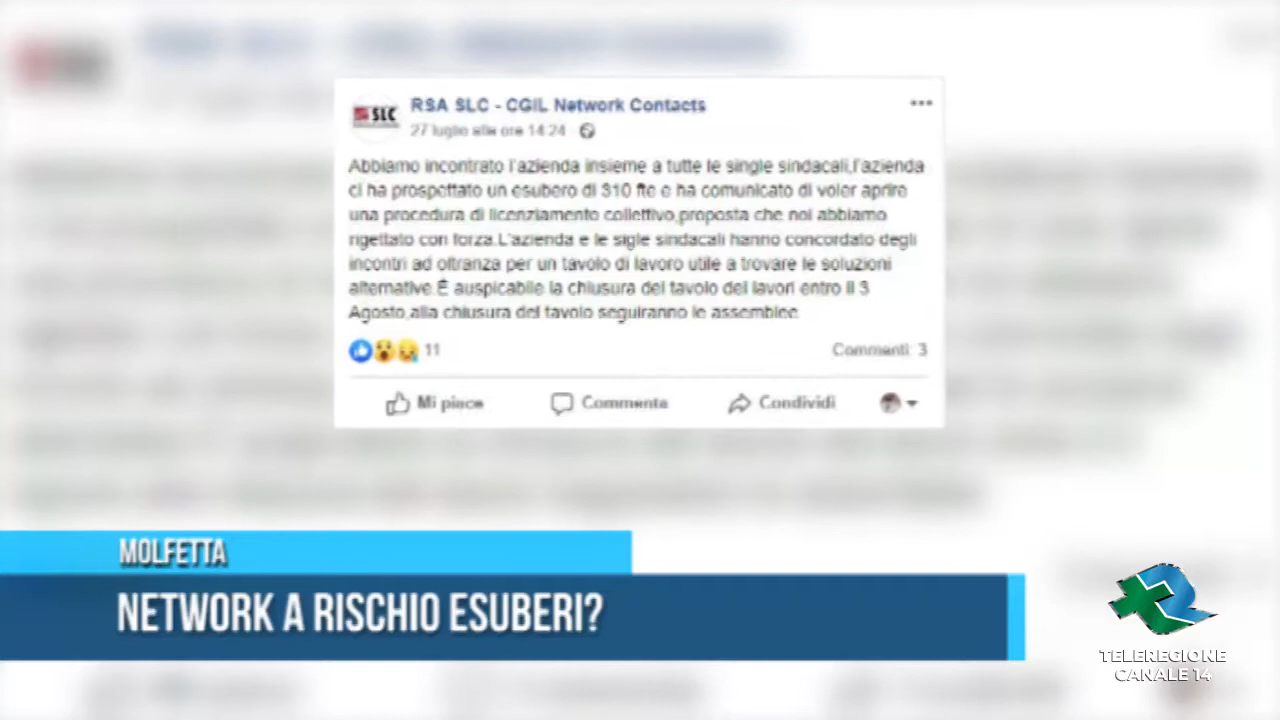 SLC
RSA SLC - CGIL Network Contacts
27 luglio alle ore 14:24
Abbiamo incontrato l'azienda insieme a tutte le single sindacali,l'azienda
ci ha prospettato un esubero di 310 fte e ha comunicato di voler aprire
una procedura di licenziamento collettivo,proposta che noi abbiamo
rigettato con forza.L'azienda e le sigle sindacali hanno concordato degli
incontri ad oltranza per un tavolo di lavoro utile a trovare le soluzioni
alternative.È auspicabile la chiusura del tavolo dei lavori entro il 3
Agosto,alla chiusura del tavolo seguiranno le assemblee.
11
Commenti: 3
Mi piace
Commenta
Condividi
MOLFETTA
NETWORK A RISCHIO ESUBERI?
TELEREGIONE
CANALE 14